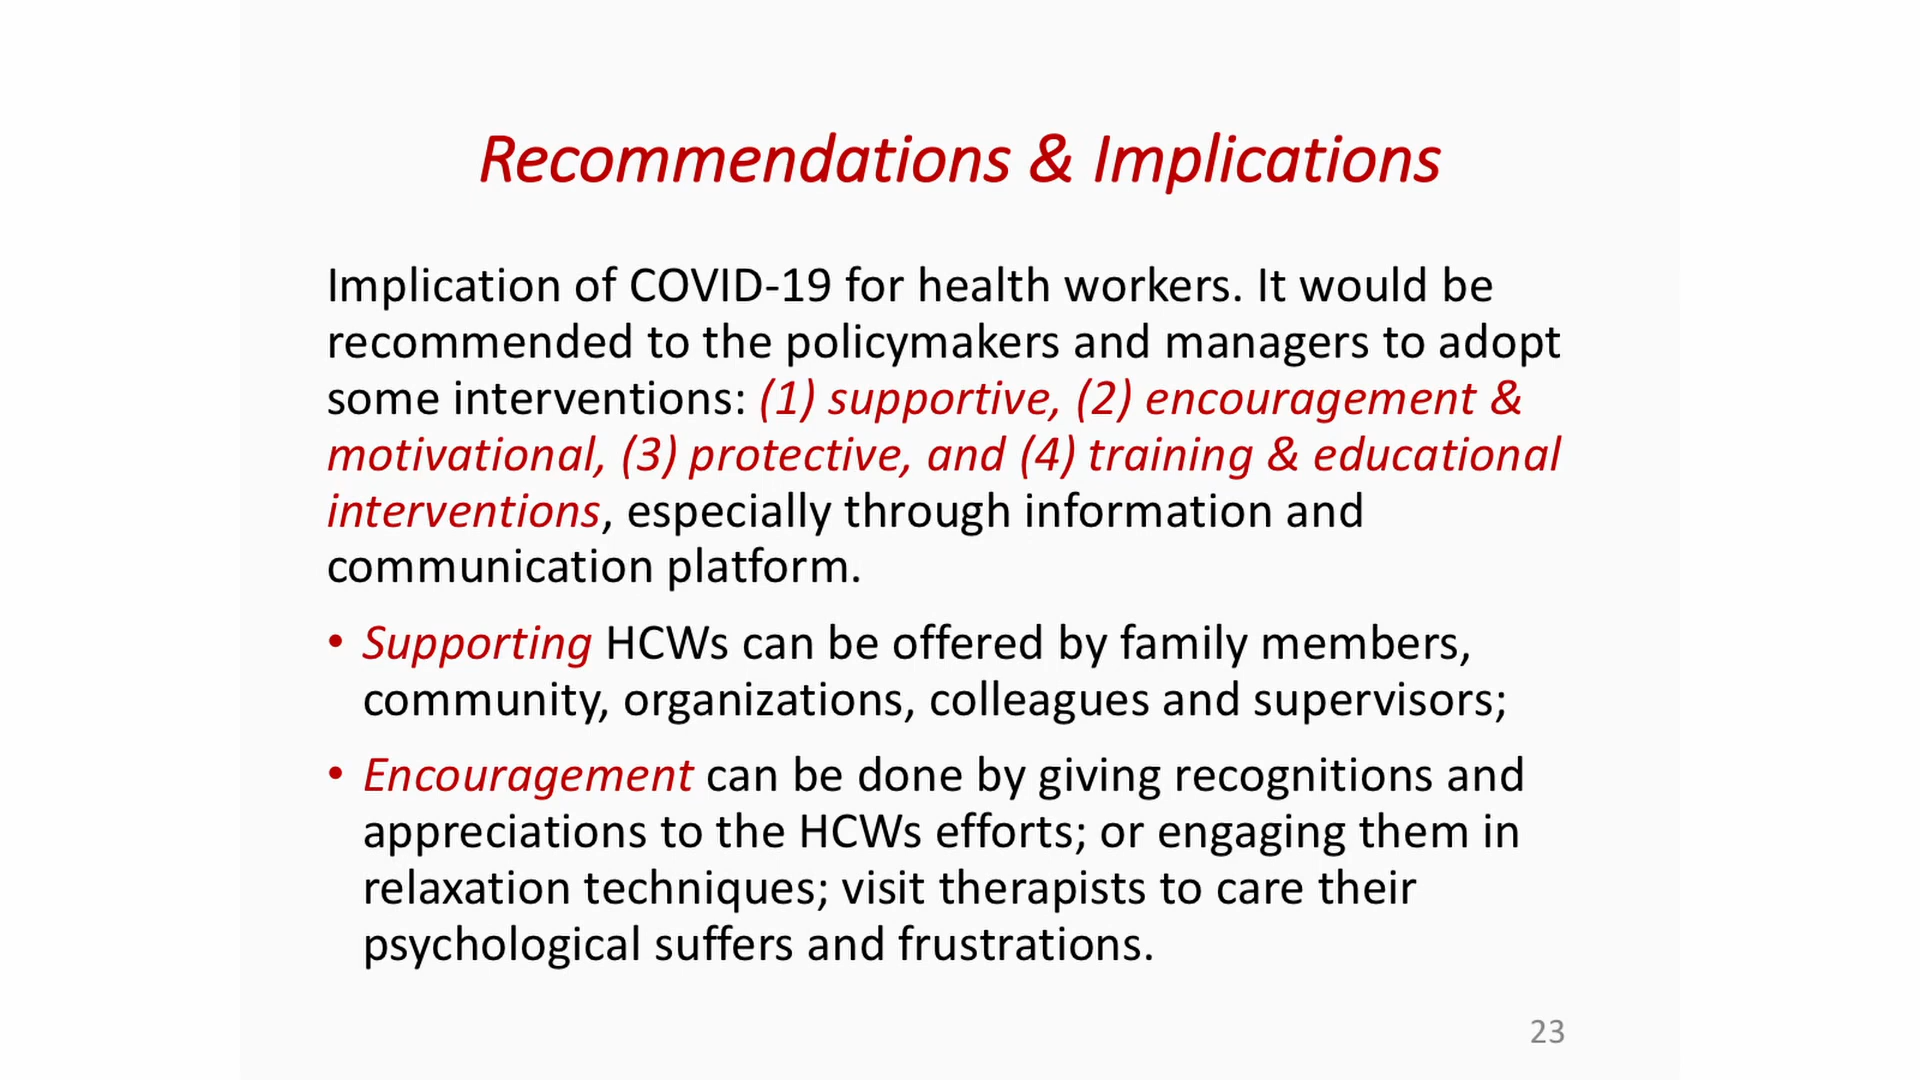 Recommendations & Implications
Implication of COVID-19 for health workers. It would be
recommended to the policymakers and managers to adopt
some interventions: (1) supportive, (2) encouragement &
motivational, (3) protective, and (4) training & educational
interventions, especially through information and
communication platform.
• Supporting HCWs can be offered by family members,
community, organizations, colleagues and supervisors;
• Encouragement can be done by giving recognitions and
appreciations to the HCWs efforts; or engaging them in
relaxation techniques; visit therapists to care their
psychological suffers and frustrations.
23